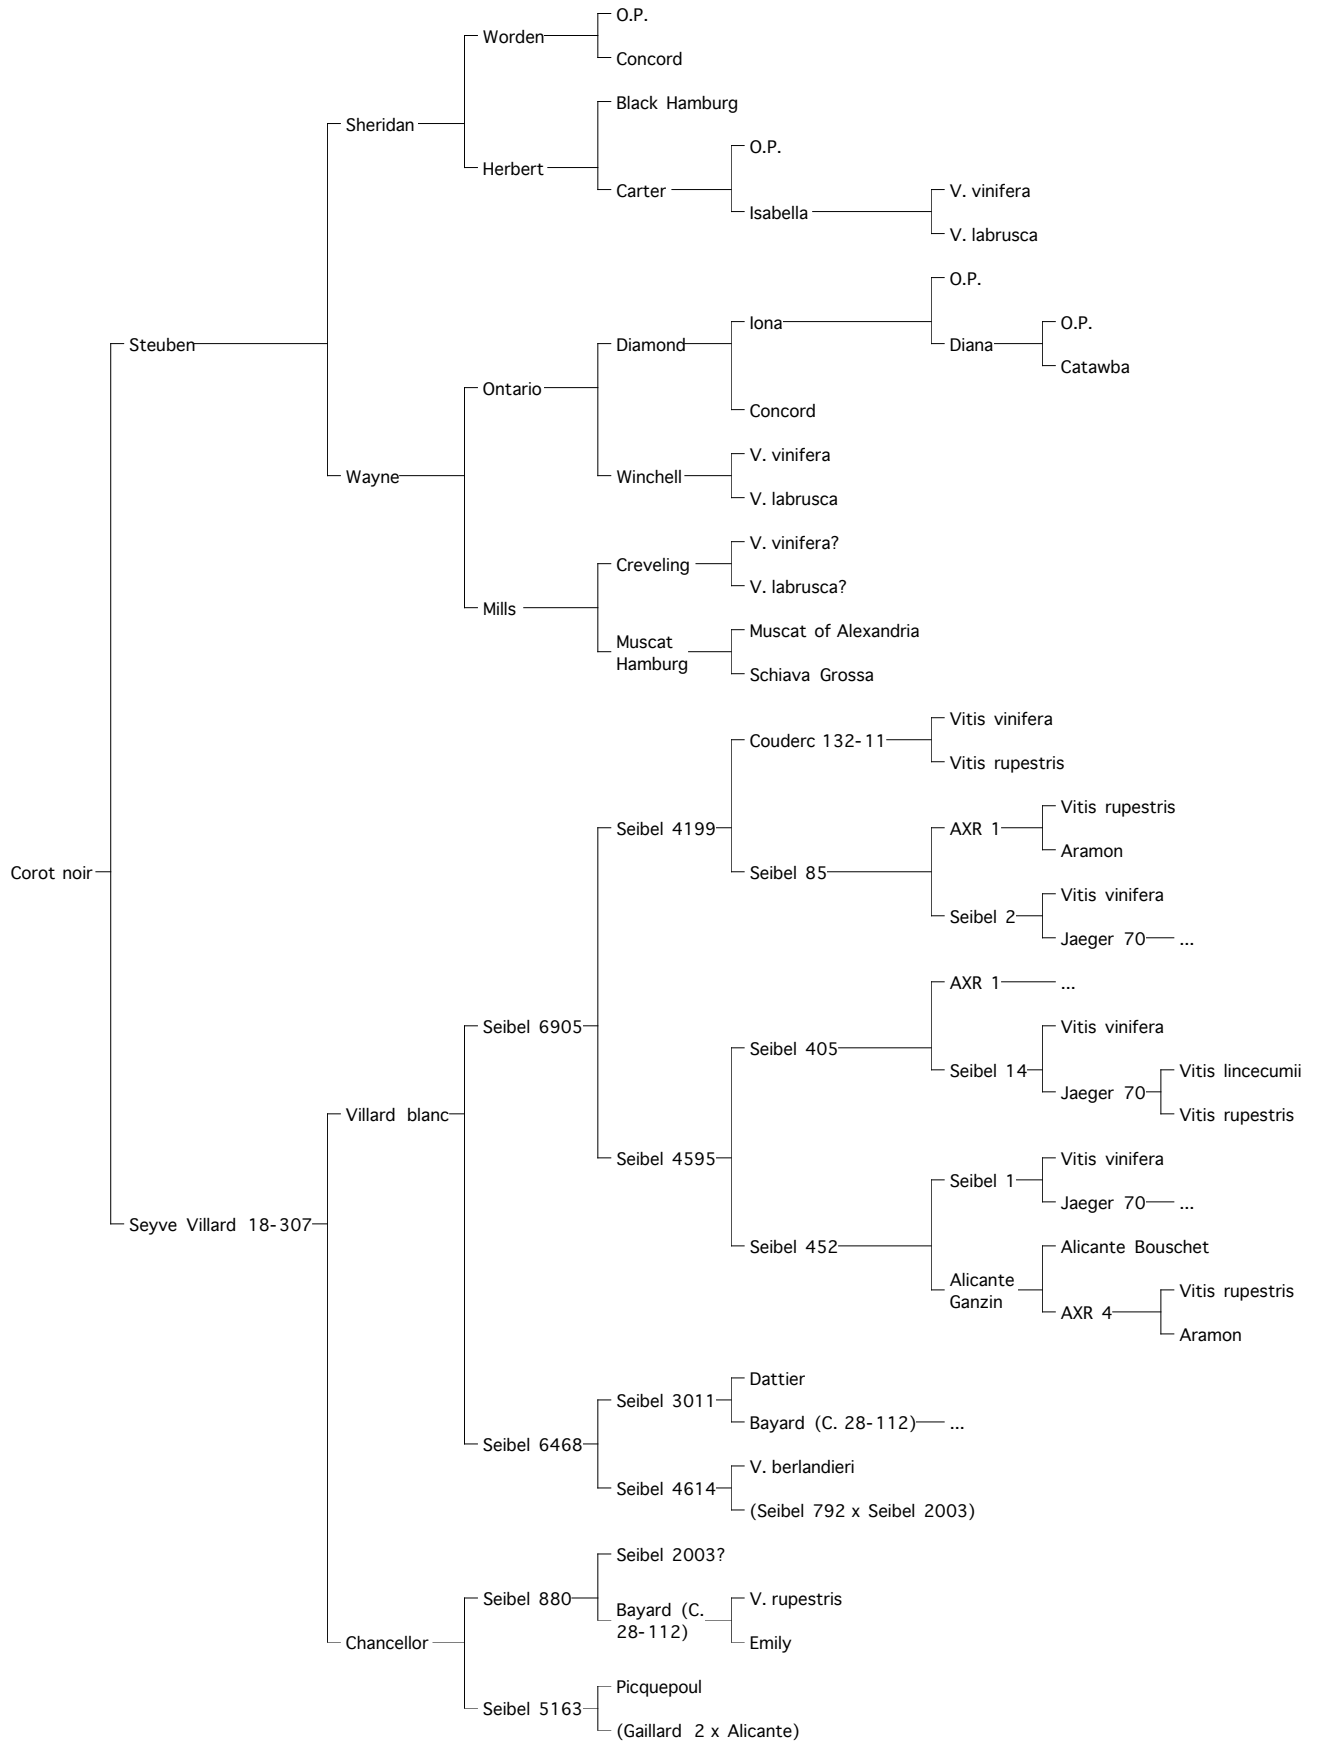 O.P.
Worden
Concord
Black Hamburg
Sheridan
O.P.
Herbert
Carter
V. vinifera
Isabella
V. labrusca
O.P.
Iona
O.P.
Steuben
Diamond
Diana
Catawba
Ontario
Concord
V. vinifera
Wayne
Winchell
V. labrusca
V. vinifera?
Creveling
V. labrusca?
Mills
Muscat of Alexandria
Muscat
Hamburg
Schiava Grossa
Vitis vinifera
Couderc 132-11
Vitis rupestris
Vitis rupestris
Seibel 4199
AXR 1
Aramon
Corot noir
Seibel 85
Vitis vinifera
Seibel 2
Jaeger 70
...
AXR 1
...
Seibel 6905
Vitis vinifera
Seibel 405
Seibel 14
Vitis lincecumii
Jaeger 70
Villard blanc
Vitis rupestris
Seibel 4595
Vitis vinifera
Seibel 1
Jaeger 70
...
Seyve Villard 18-307
Seibel 452
Alicante Bouschet
Alicante
Ganzin
Vitis rupestris
AXR 4
Aramon
Dattier
Seibel 3011
Bayard (C. 28-112)
...
Seibel 6468
V. berlandieri
Seibel 4614
(Seibel 792 x Seibel 2003)
Seibel 2003?
Seibel 880
V. rupestris
Bayard (C.
28-112)
Chancellor
Emily
Picquepoul
Seibel 5163
(Gaillard 2 x Alicante)